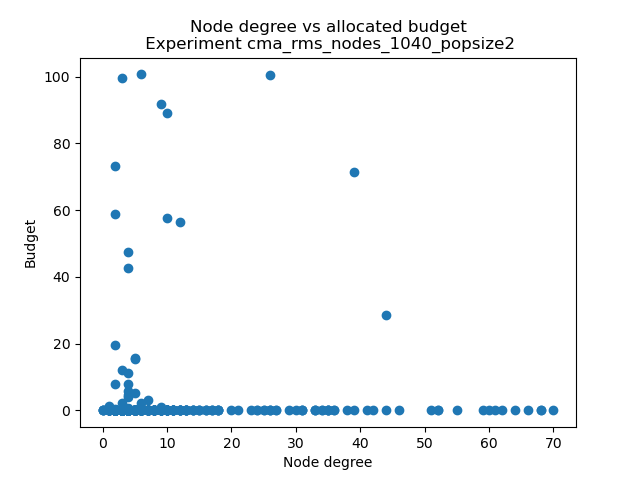 Node degree vs allocated budget
Experiment cma_rms_nodes_1040_popsize2
100
80
60
40
20
0
Budget
0 10 20 30 40 50 60 70
Node degree